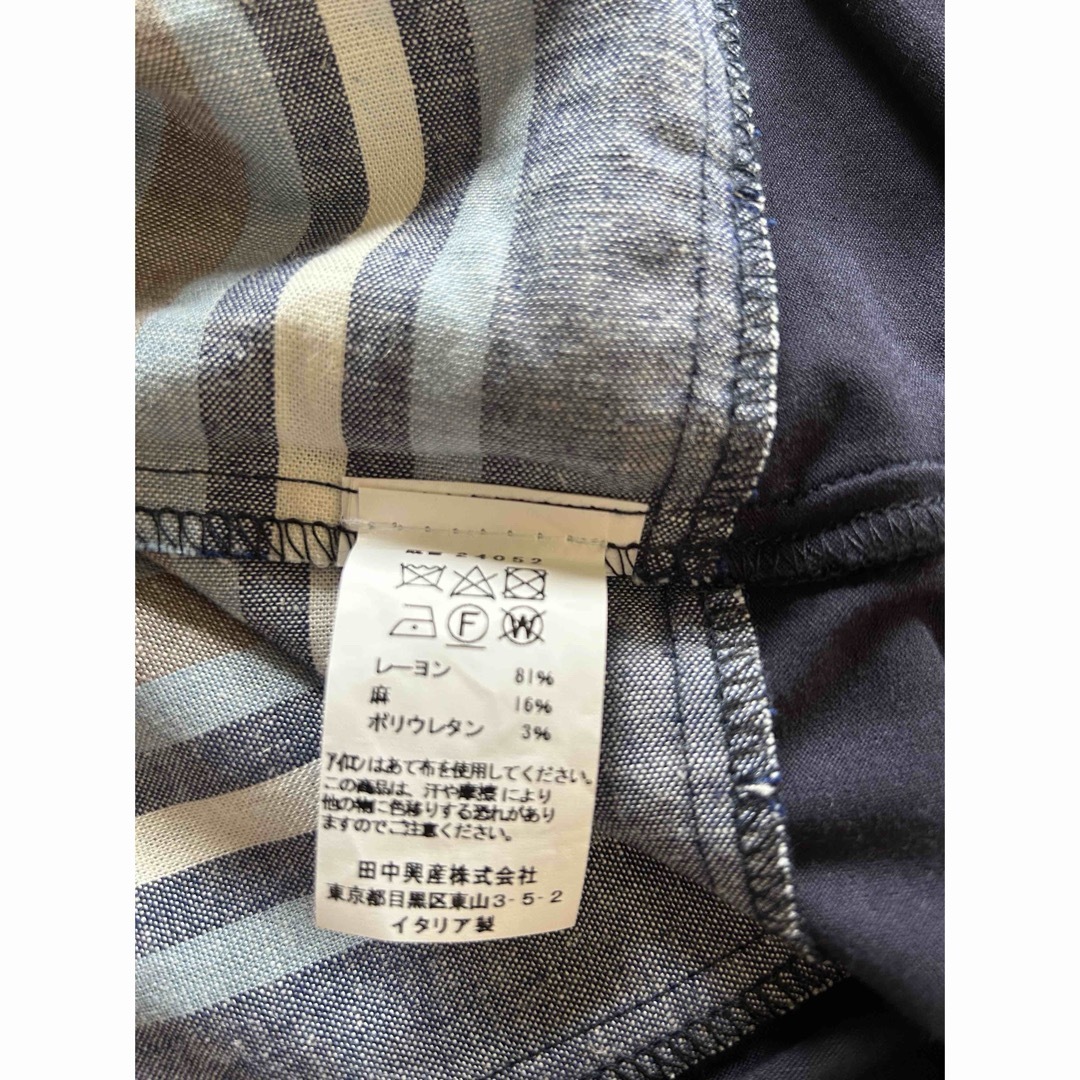 24052
F
W
レーヨン 81%
麻 16%
ポリウレタン 3%
アイロンはあて布を使用してください。
この商品は、汗や摩擦により
他の物に色移りする恐れがあり
ますのでご注意ください。
田中興産株式会社
東京都目黒区東山3-5-2
イタリア製